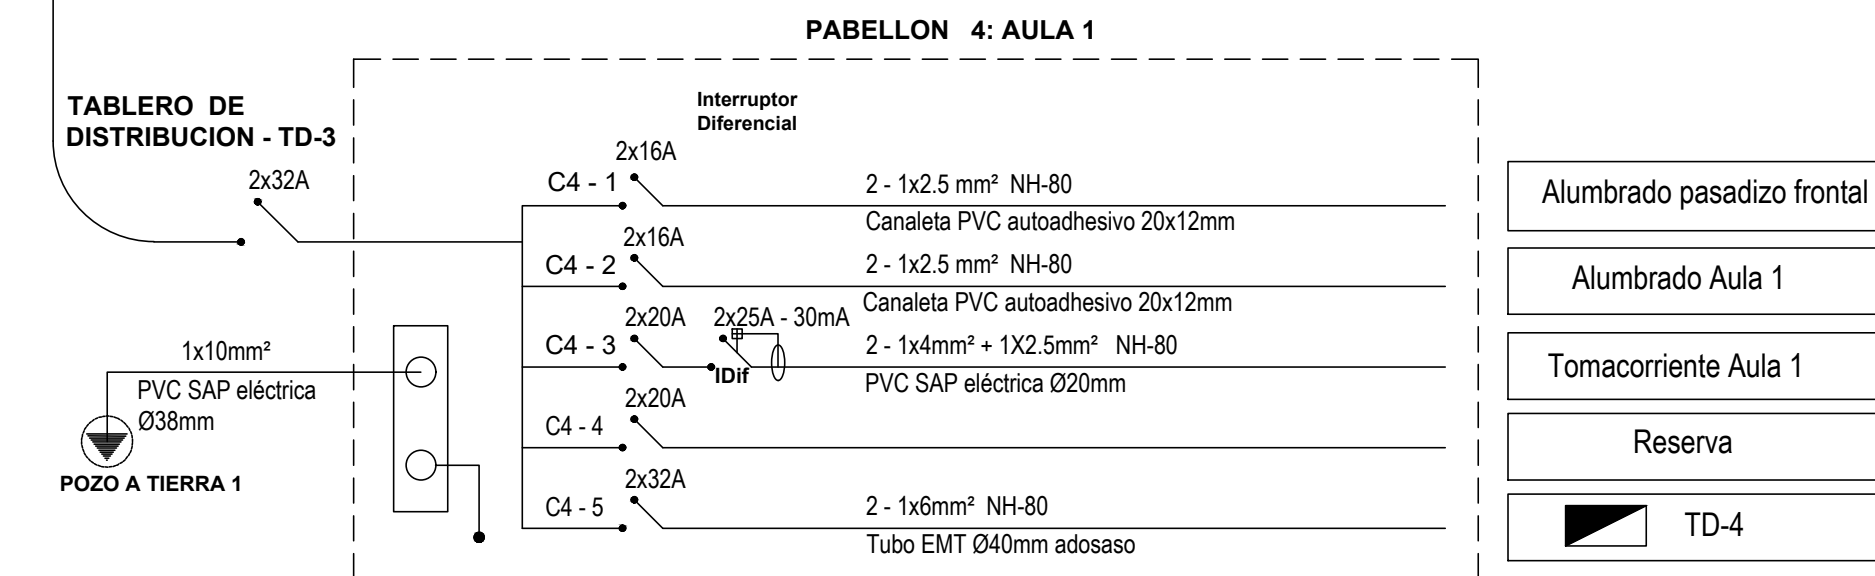 PABELLON 4: AULA 1
TABLERO DE
DISTRIBUCION - TD-3
2x32A
Interruptor
Diferencial
2x16A
C4 - 1
2 - 1x2.5 mm² NH-80
Canaleta PVC autoadhesivo 20x12mm
Alumbrado pasadizo frontal
2x16A
C4 - 2
2 - 1x2.5 mm² NH-80
Canaleta PVC autoadhesivo 20x12mm
Alumbrado Aula 1
2x20A
2x25A - 30mA
C4 - 3
IDif
2 - 1x4mm² + 1X2.5mm² NH-80
PVC SAP eléctrica Ø20mm
Tomacorriente Aula 1
2x20A
C4 - 4
Reserva
2x32A
C4 - 5
2 - 1x6mm² NH-80
Tubo EMT Ø40mm adosaso
TD-4
1x10mm²
PVC SAP eléctrica
Ø38mm
POZO A TIERRA 1